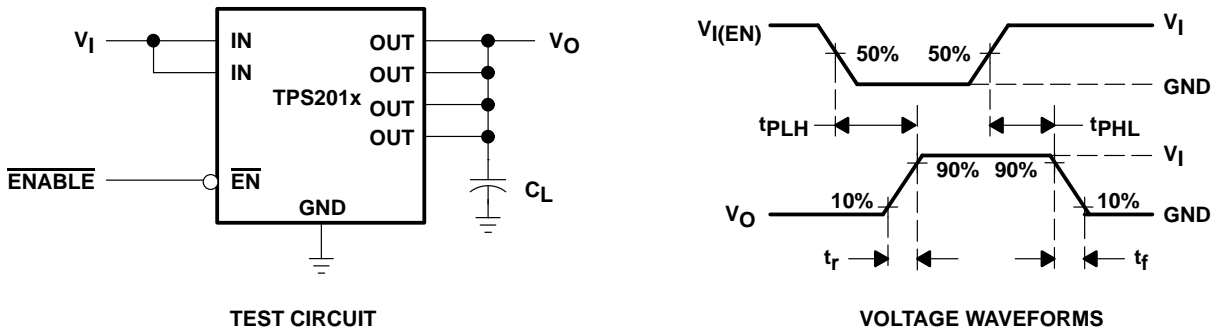 VI
IN
IN
TPS201x
OUT
OUT
OUT
OUT
VO
ENABLE
EN
GND
CL
TEST CIRCUIT
VI(EN)
50%
50%
VI
GND
tPLH
tPHL
VI
90%
90%
10%
10%
VO
GND
tr
tf
VOLTAGE WAVEFORMS